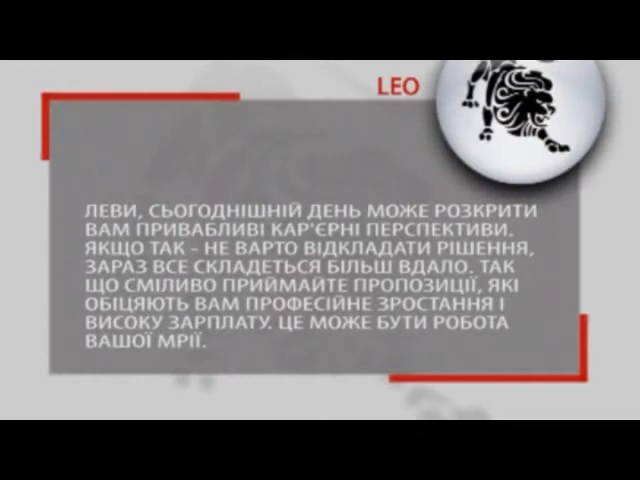 LEO
ЛЕВИ, СЬОГОДНІШНІЙ ДЕНЬ МОЖЕ РОЗКРИТИ
ВАМ ПРИВАБЛИВІ КАР'ЄРНІ ПЕРСПЕКТИВИ.
ЯКЩО ТАК - НЕ ВАРТО ВІДКЛАДАТИ РІШЕННЯ,
ЗАРАЗ ВСЕ СКЛАДЕТЬСЯ БІЛЬШ ВДАЛО. ТАК
ЩО СМІЛИВО ПРИЙМАЙТЕ ПРОПОЗИЦІЇ, ЯКІ
ОБІЦЯЮТЬ ВАМ ПРОФЕСІЙНЕ ЗРОСТАННЯ І
ВИСОКУ ЗАРПЛАТУ. ЦЕ МОЖЕ БУТИ РОБОТА
ВАШОЇ МРІЇ.